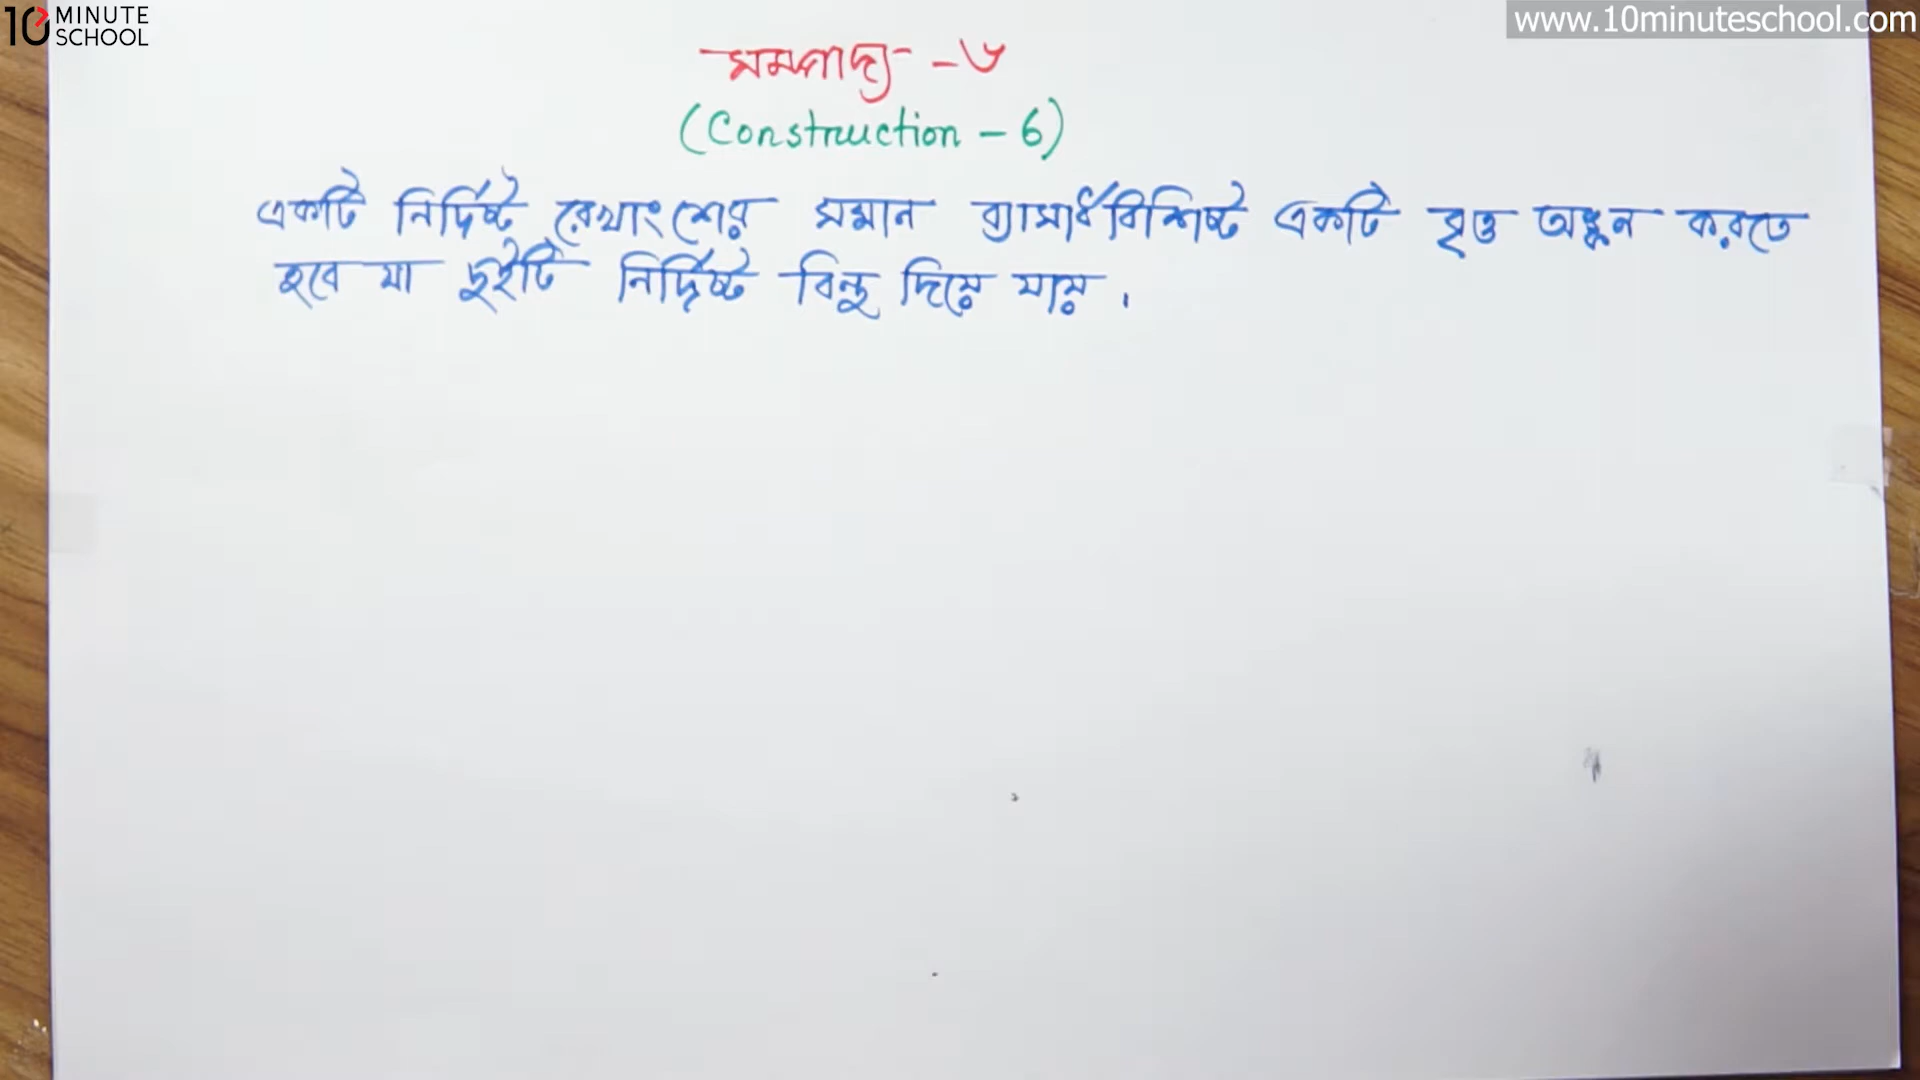 10 MINUTE
SCHOOL
www.10minuteschool.com
সম্পাদ্য - ৬
(Construction - 6)
একটি নির্দিষ্ট রেখাংশের সমান ব্যাসার্ধবিশিষ্ট একটি বৃত্ত অঙ্কন করতে
হবে যা দুইটি নির্দিষ্ট বিন্দু দিয়ে যায়।